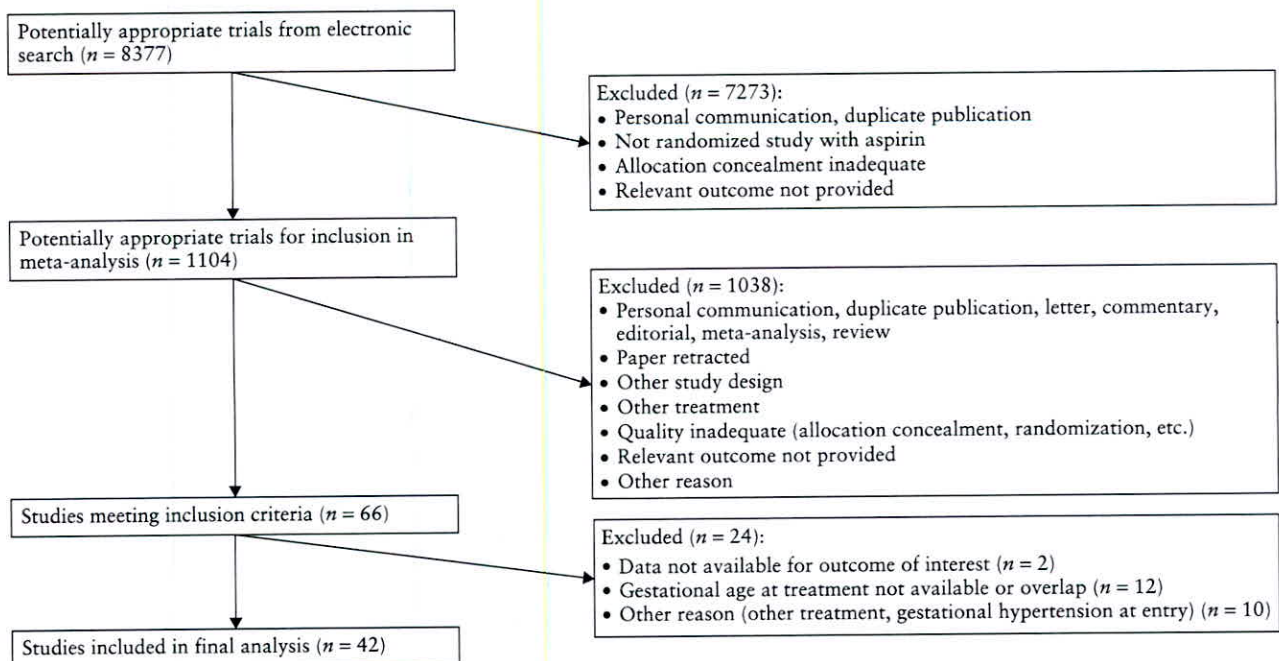 Potentially appropriate trials from electronic
search (n = 8377)
Excluded (n = 7273):
• Personal communication, duplicate publication
• Not randomized study with aspirin
• Allocation concealment inadequate
• Relevant outcome not provided
Potentially appropriate trials for inclusion in
meta-analysis (n = 1104)
Excluded (n = 1038):
• Personal communication, duplicate publication, letter, commentary,
editorial, meta-analysis, review
• Paper retracted
• Other study design
• Other treatment
• Quality inadequate (allocation concealment, randomization, etc.)
• Relevant outcome not provided
• Other reason
Studies meeting inclusion criteria (n = 66)
Excluded (n = 24):
• Data not available for outcome of interest (n = 2)
• Gestational age at treatment not available or overlap (n = 12)
• Other reason (other treatment, gestational hypertension at entry) (n = 10)
Studies included in final analysis (n = 42)